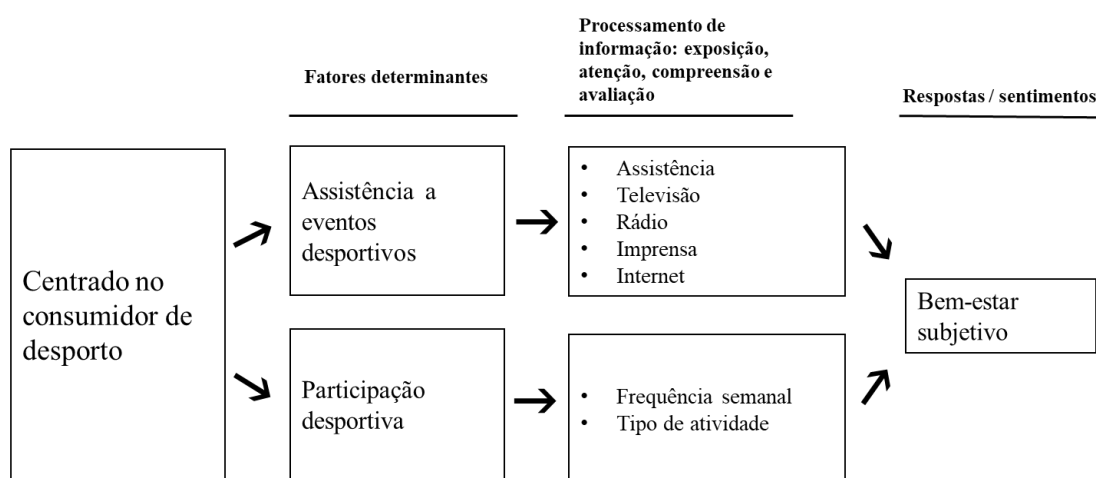 Fatores determinantes
Processamento de
informação: exposição,
atenção, compreensão e
avaliação
Respostas / sentimentos
Centrado no
consumidor de
desporto
Assistência a
eventos
desportivos
• Assistência
• Televisão
• Rádio
• Imprensa
• Internet
Participação
desportiva
• Frequência semanal
• Tipo de atividade
Bem-estar
subjetivo